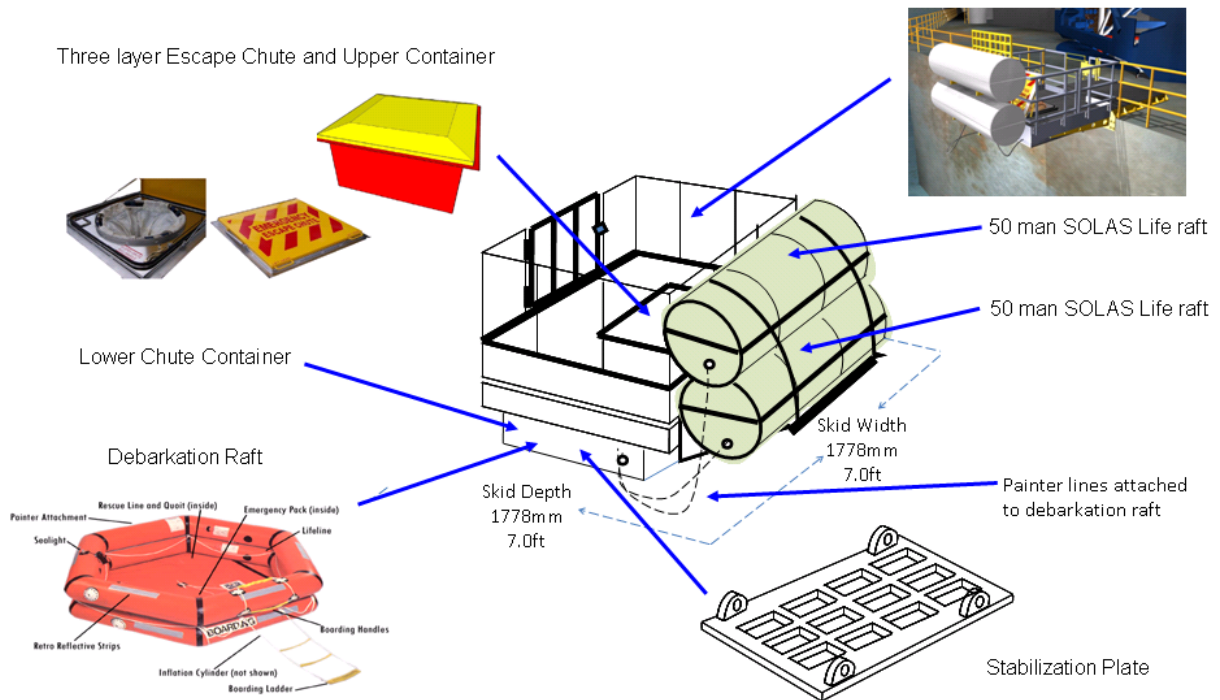 Three layer Escape Chute and Upper Container
EMERGENCY
ESCAPE CHUTE
50 man SOLAS Life raft
50 man SOLAS Life raft
Lower Chute Container
Skid Width
1778mm
7.0ft
Debarkation Raft
Skid Depth
1778mm
7.0ft
Painter lines attached
to debarkation raft
Rescue Line and Quoit (inside)
Painter Attachment
Emergency Pack (inside)
Sealight
Lifeline
BOARDING
Boarding Handles
Retro Reflective Strips
Inflation Cylinder (not shown)
Boarding Ladder
Stabilization Plate